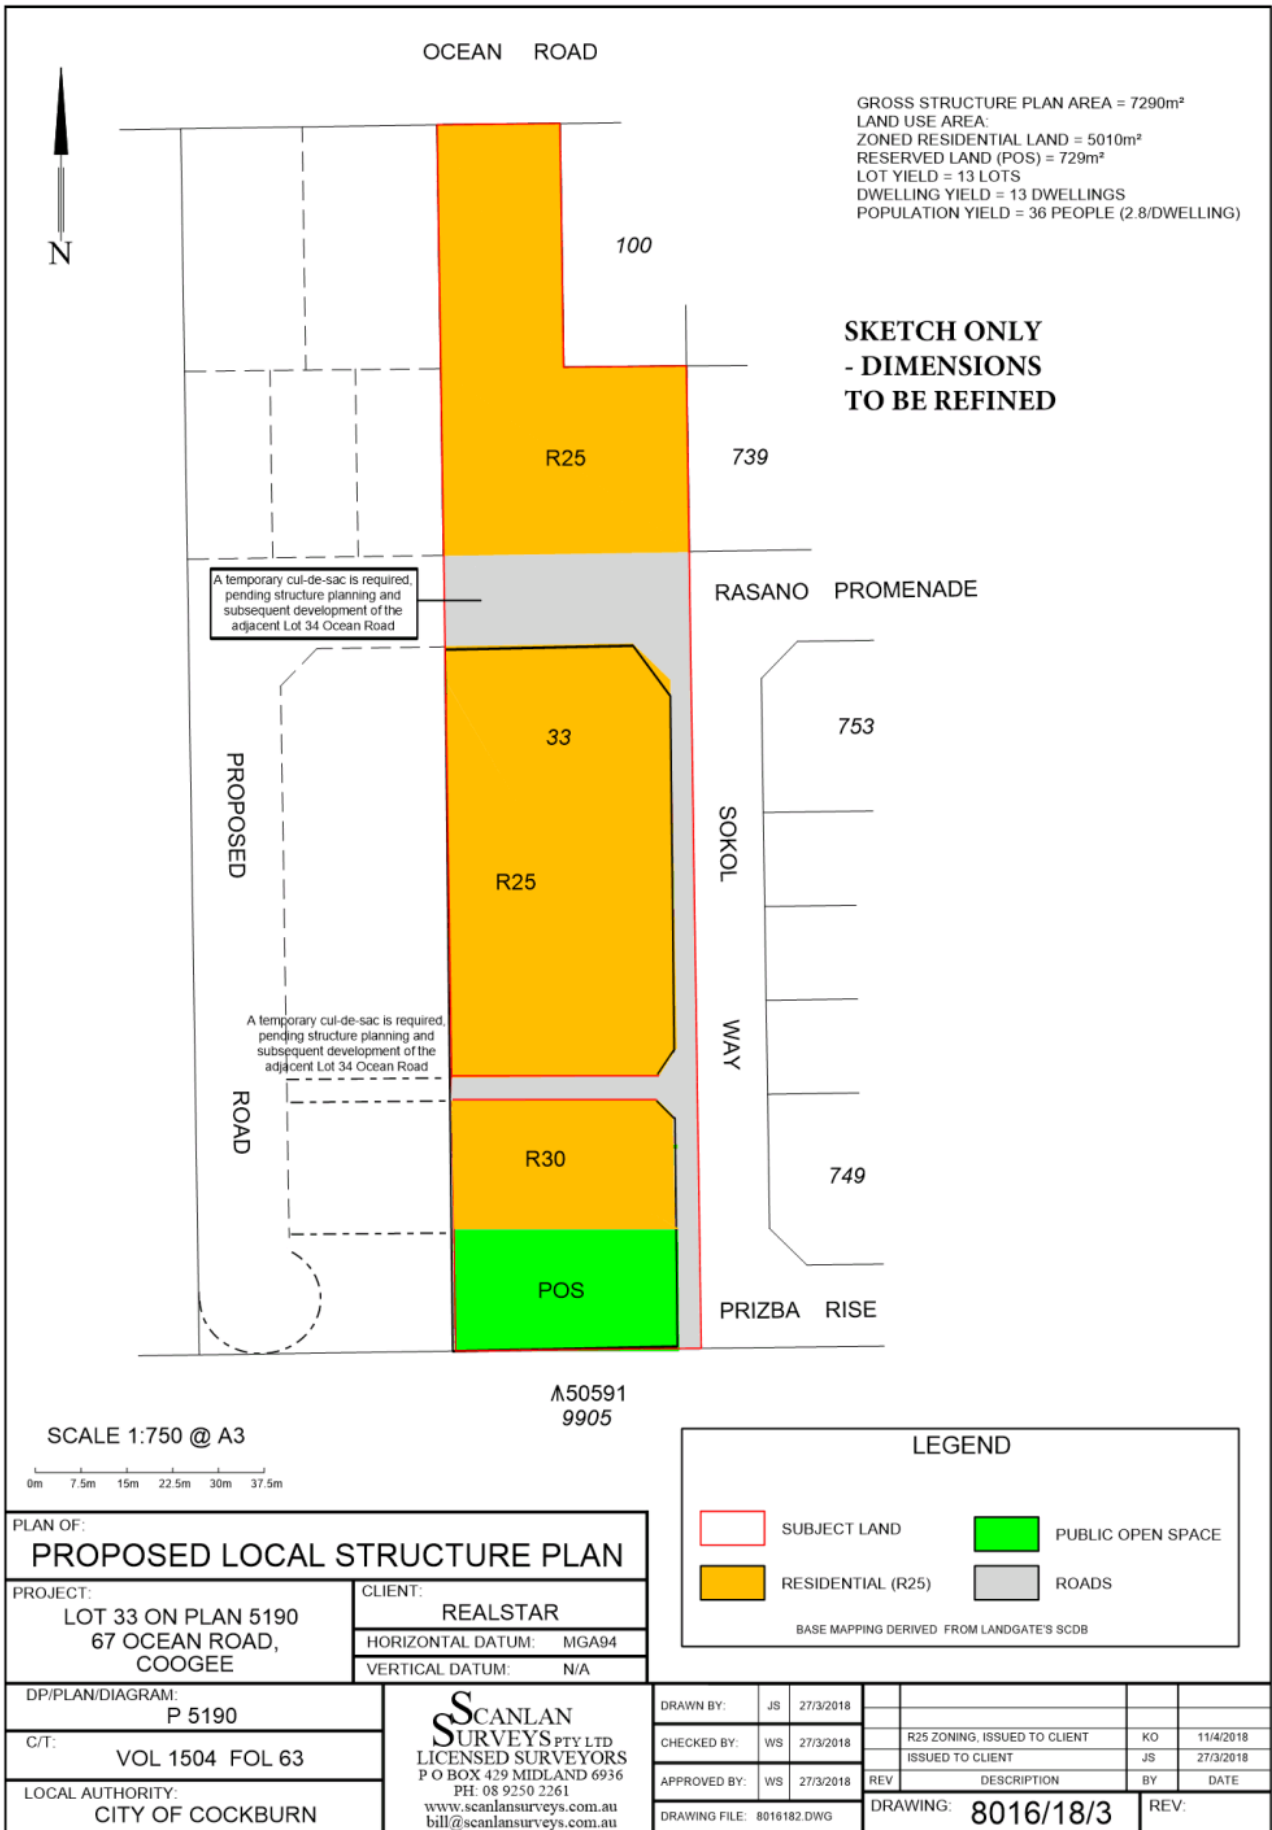 OCEAN ROAD
N
GROSS STRUCTURE PLAN AREA = 7290m²
LAND USE AREA:
ZONED RESIDENTIAL LAND = 5010m²
RESERVED LAND (POS) = 729m²
LOT YIELD = 13 LOTS
DWELLING YIELD = 13 DWELLINGS
POPULATION YIELD = 36 PEOPLE (2.8/DWELLING)
100
SKETCH ONLY
- DIMENSIONS
TO BE REFINED
R25
739
A temporary cul-de-sac is required,
pending structure planning and
subsequent development of the
adjacent Lot 34 Ocean Road
RASANO PROMENADE
33
753
PROPOSED
ROAD
R25
SOKOL
WAY
A temporary cul-de-sac is required,
pending structure planning and
subsequent development of the
adjacent Lot 34 Ocean Road
R30
749
POS
PRIZBA RISE
50591
9905
SCALE 1:750 @ A3
0m 7.5m 15m 22.5m 30m 37.5m
LEGEND
SUBJECT LAND
PUBLIC OPEN SPACE
RESIDENTIAL (R25)
ROADS
BASE MAPPING DERIVED FROM LANDGATE'S SCDB
PLAN OF:
PROPOSED LOCAL STRUCTURE PLAN
PROJECT:
LOT 33 ON PLAN 5190
67 OCEAN ROAD,
COOGEE
CLIENT:
REALSTAR
HORIZONTAL DATUM: MGA94
VERTICAL DATUM: N/A
DP/PLAN/DIAGRAM:
P 5190
C/T:
VOL 1504 FOL 63
LOCAL AUTHORITY:
CITY OF COCKBURN
SCANLAN
SURVEYS PTY LTD
LICENSED SURVEYORS
P O BOX 429 MIDLAND 6936
PH: 08 9250 2261
www.scanlansurveys.com.au
bill@scanlansurveys.com.au
DRAWN BY: JS 27/3/2018
CHECKED BY: WS 27/3/2018
APPROVED BY: WS 27/3/2018
DRAWING FILE: 8016182.DWG
R25 ZONING, ISSUED TO CLIENT KO 11/4/2018
ISSUED TO CLIENT JS 27/3/2018
REV DESCRIPTION BY DATE
DRAWING: 8016/18/3 REV: